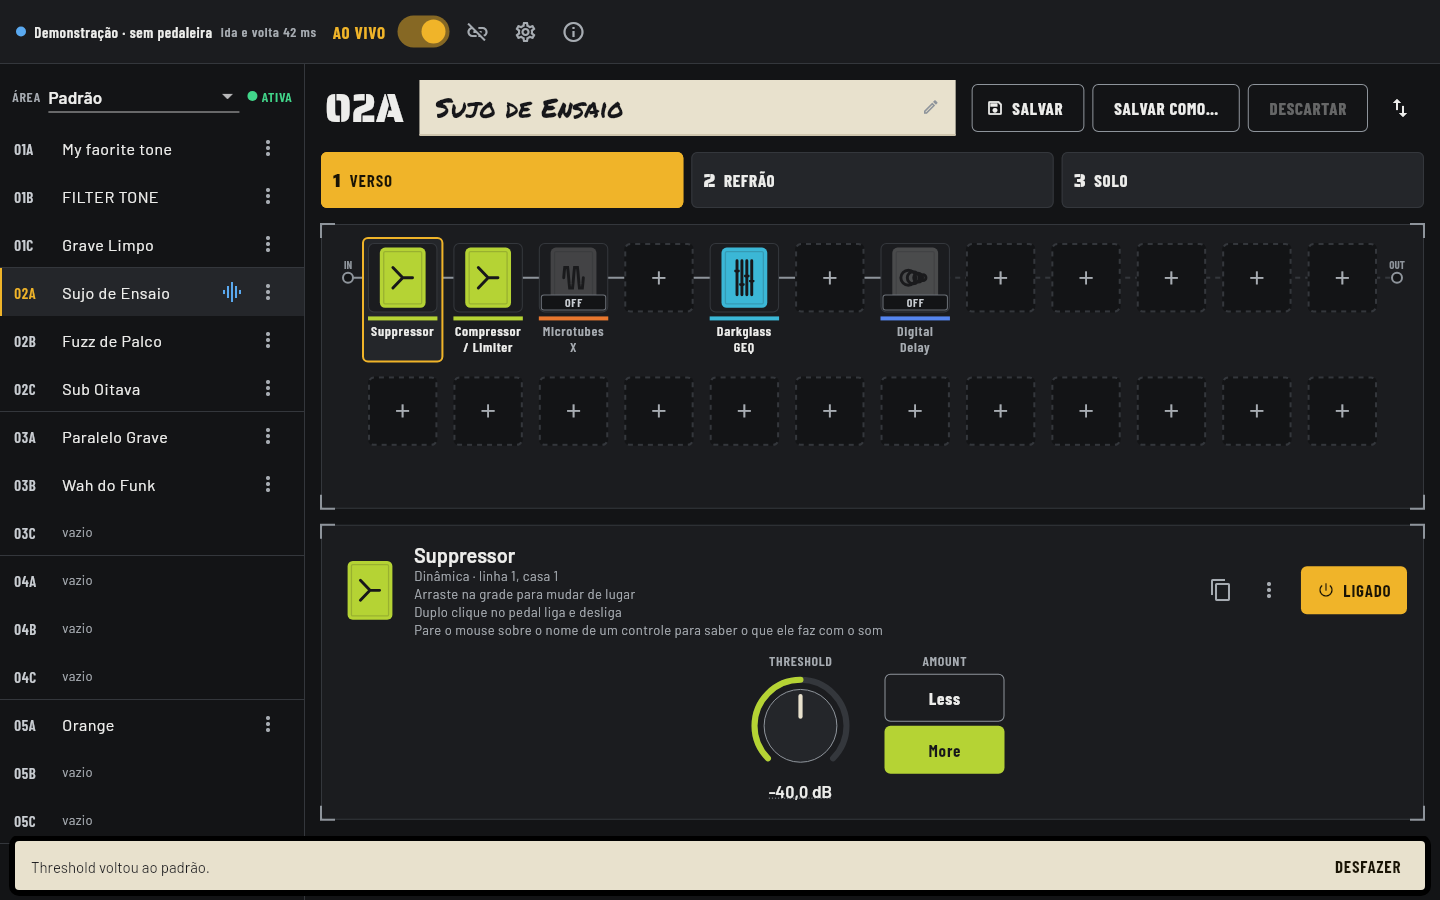 Demonstração · sem pedaleira
Ida e volta 42 ms
AO VIVO
ÁREA
Padrão
ATIVA
01A My faorite tone
01B FILTER TONE
01C Grave Limpo
02A Sujo de Ensaio
02B Fuzz de Palco
02C Sub Oitava
03A Paralelo Grave
03B Wah do Funk
03C vazio
04A vazio
04B vazio
04C vazio
05A Orange
05B vazio
05C vazio
02A
Sujo de Ensaio
SALVAR
SALVAR COMO...
DESCARTAR
1 VERSO
2 REFRÃO
3 SOLO
IN
OFF
OFF
OUT
Suppressor
Compressor
/ Limiter
Microtubes
X
Darkglass
GEQ
Digital
Delay
Suppressor
Dinâmica · linha 1, casa 1
Arraste na grade para mudar de lugar
Duplo clique no pedal liga e desliga
Pare o mouse sobre o nome de um controle para saber o que ele faz com o som
LIGADO
THRESHOLD
-40,0 dB
AMOUNT
Less
More
Threshold voltou ao padrão.
DESFAZER